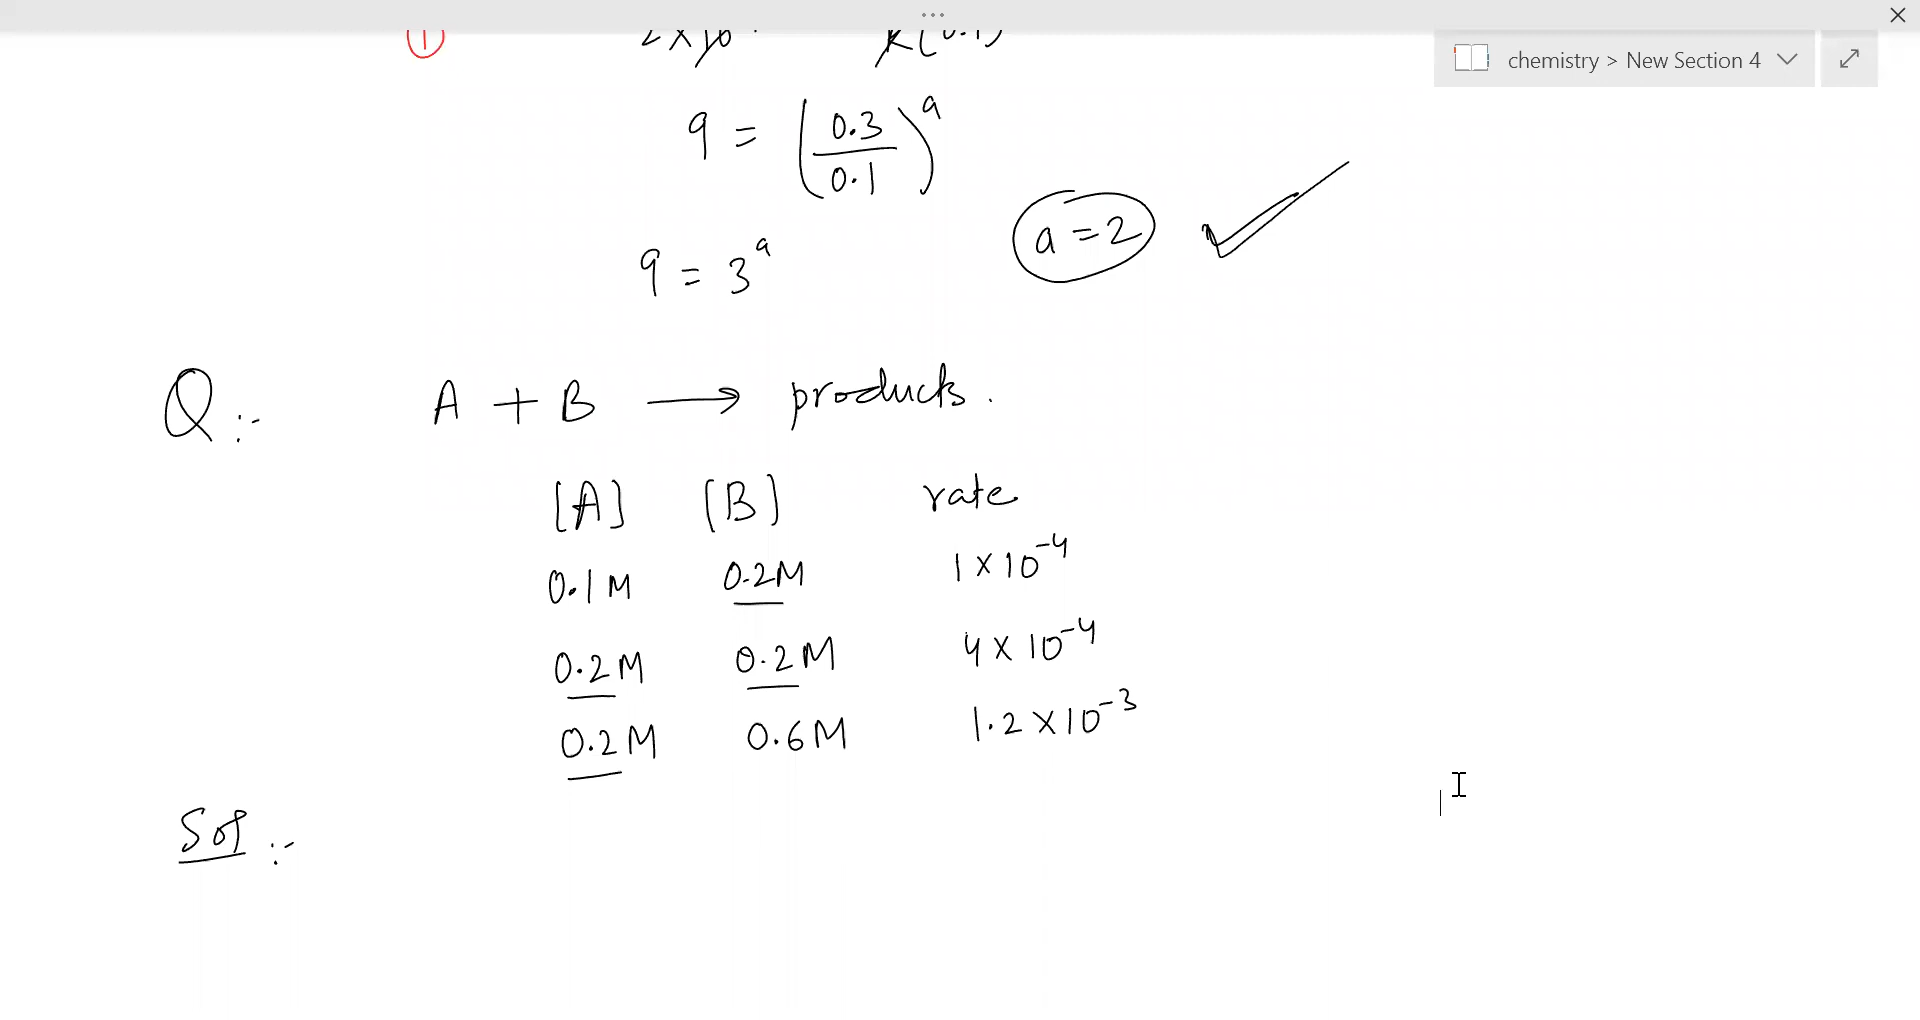 ...
chemistry > New Section 4
①
9 = (0.3/0.1)^a
a = 2 ✓
9 = 3^a
Q :- A + B → products.
[A] [B] rate
0.1M 0.2M 1 × 10^-4
0.2M 0.2M 4 × 10^-4
0.2M 0.6M 1.2 × 10^-3
Sol :-